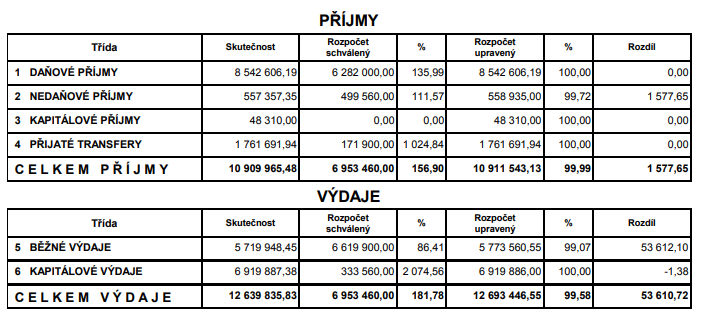 PŘÍJMY
Třída Skutečnost Rozpočet schválený % Rozpočet upravený % Rozdíl
1 DAŇOVÉ PŘÍJMY 8 542 606,19 6 282 000,00 135,99 8 542 606,19 100,00 0,00
2 NEDAŇOVÉ PŘÍJMY 557 357,35 499 560,00 111,57 558 935,00 99,72 1 577,65
3 KAPITÁLOVÉ PŘÍJMY 48 310,00 0,00 0,00 48 310,00 100,00 0,00
4 PŘIJATÉ TRANSFERY 1 761 691,94 171 900,00 1 024,84 1 761 691,94 100,00 0,00
CELKEM PŘÍJMY 10 909 965,48 6 953 460,00 156,90 10 911 543,13 99,99 1 577,65
VÝDAJE
Třída Skutečnost Rozpočet schválený % Rozpočet upravený % Rozdíl
5 BĚŽNÉ VÝDAJE 5 719 948,45 6 619 900,00 86,41 5 773 560,55 99,07 53 612,10
6 KAPITÁLOVÉ VÝDAJE 6 919 887,38 333 560,00 2 074,56 6 919 886,00 100,00 -1,38
CELKEM VÝDAJE 12 639 835,83 6 953 460,00 181,78 12 693 446,55 99,58 53 610,72